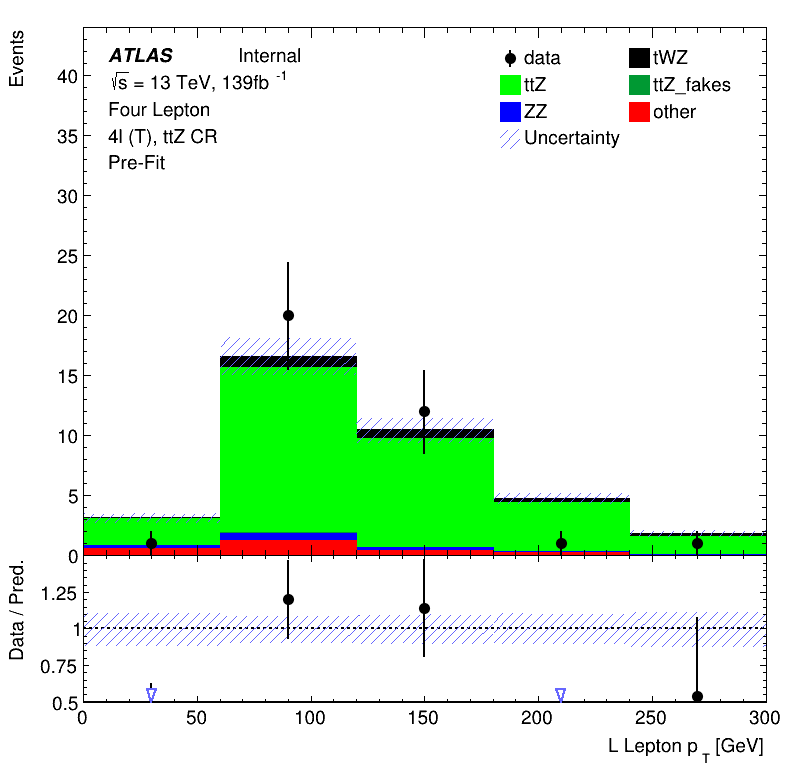 Events
ATLAS Internal
√s = 13 TeV, 139fb -1
Four Lepton
4l (T), ttZ CR
Pre-Fit
data
tWZ
ttZ
ttZ_fakes
ZZ
other
Uncertainty
40
35
30
25
20
15
10
5
0
Data / Pred.
1.25
1
0.75
0.5
0 50 100 150 200 250 300
L Lepton p T [GeV]